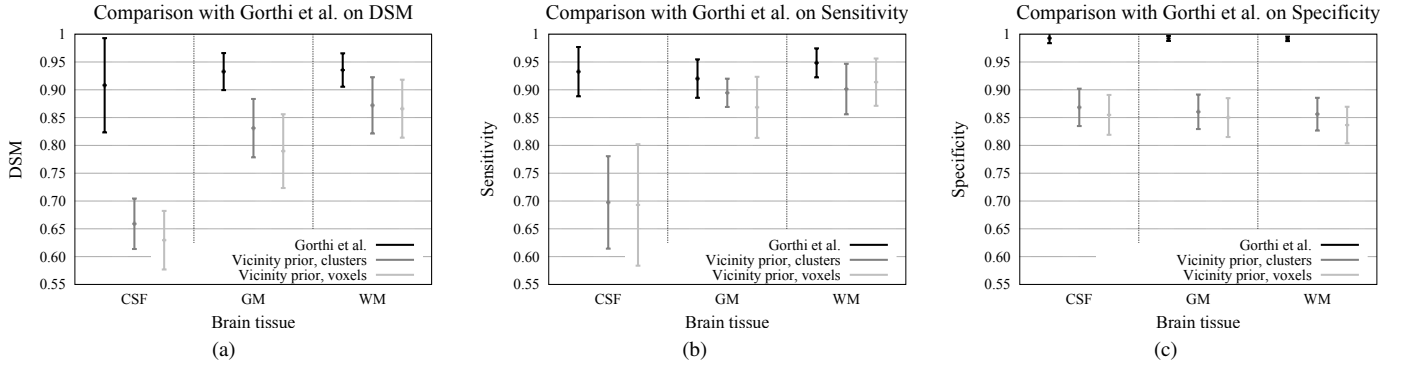 Comparison with Gorthi et al. on DSM
1
0.95
0.90
0.85
0.80
0.75
0.70
0.65
0.60
0.55
DSM
Gorthi et al.
Vicinity prior, clusters
Vicinity prior, voxels
CSF GM WM
Brain tissue
(a)
Comparison with Gorthi et al. on Sensitivity
1
0.95
0.90
0.85
0.80
0.75
0.70
0.65
0.60
0.55
Sensitivity
Gorthi et al.
Vicinity prior, clusters
Vicinity prior, voxels
CSF GM WM
Brain tissue
(b)
Comparison with Gorthi et al. on Specificity
1
0.95
0.90
0.85
0.80
0.75
0.70
0.65
0.60
0.55
Specificity
Gorthi et al.
Vicinity prior, clusters
Vicinity prior, voxels
CSF GM WM
Brain tissue
(c)